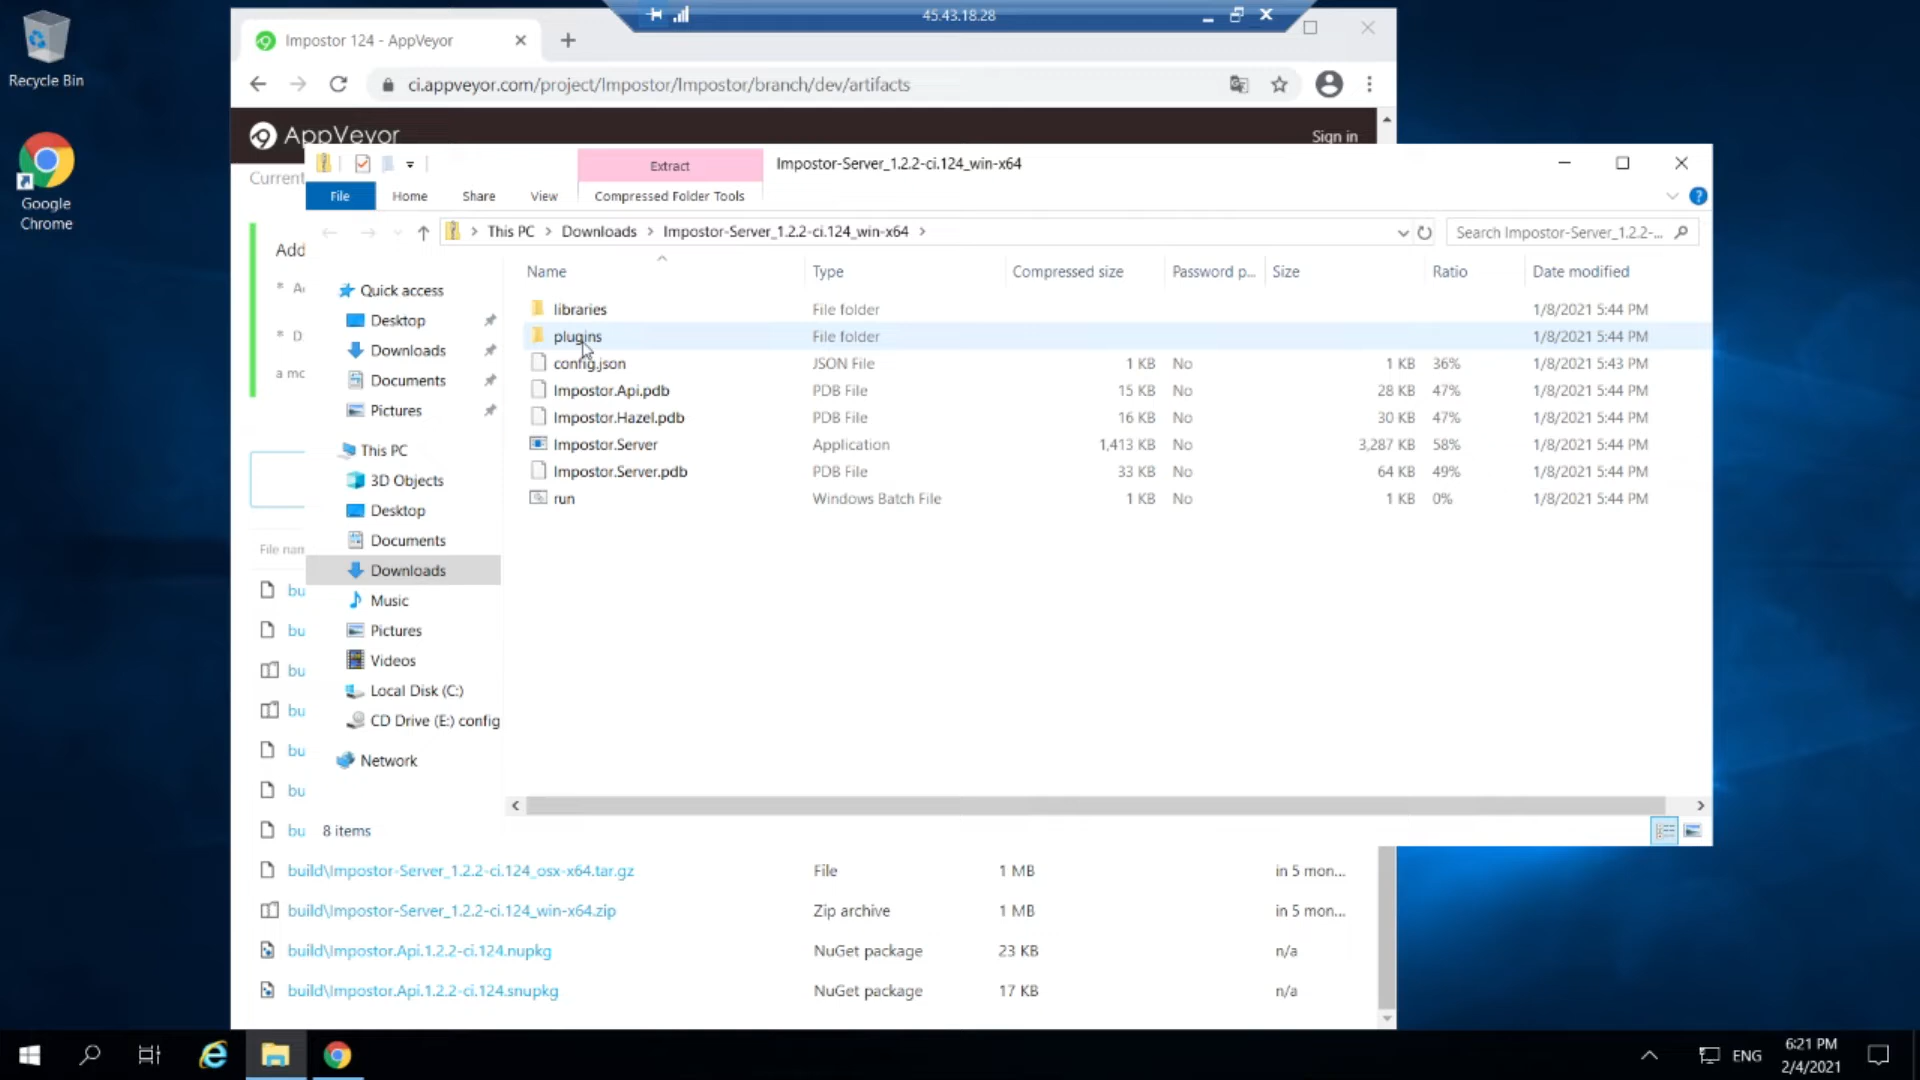 45.43.18.28
Recycle Bin
Google
Chrome
Impostor 124 - AppVeyor
ci.appveyor.com/project/Impostor/Impostor/branch/dev/artifacts
AppVeyor
Sign in
Current
Extract
Impostor-Server_1.2.2-ci.124_win-x64
File
Home
Share
View
Compressed Folder Tools
This PC
Downloads
Impostor-Server_1.2.2-ci.124_win-x64
Search Impostor-Server_1.2.2-...
Add
* A
* D
a mo
File nam
Quick access
Desktop
Downloads
Documents
Pictures
This PC
3D Objects
Desktop
Documents
Downloads
Music
Pictures
Videos
Local Disk (C:)
CD Drive (E:) config
Network
Name Type Compressed size Password p... Size Ratio Date modified
libraries File folder 1/8/2021 5:44 PM
plugins File folder 1/8/2021 5:44 PM
config.json JSON File 1 KB No 1 KB 36% 1/8/2021 5:43 PM
Impostor.Api.pdb PDB File 15 KB No 28 KB 47% 1/8/2021 5:44 PM
Impostor.Hazel.pdb PDB File 16 KB No 30 KB 47% 1/8/2021 5:44 PM
Impostor.Server Application 1,413 KB No 3,287 KB 58% 1/8/2021 5:44 PM
Impostor.Server.pdb PDB File 33 KB No 64 KB 49% 1/8/2021 5:44 PM
run Windows Batch File 1 KB No 1 KB 0% 1/8/2021 5:44 PM
bu
bu
bu
bu
bu
bu
bu
8 items
build\Impostor-Server_1.2.2-ci.124_osx-x64.tar.gz File 1 MB in 5 mon...
build\Impostor-Server_1.2.2-ci.124_win-x64.zip Zip archive 1 MB in 5 mon...
build\Impostor.Api.1.2.2-ci.124.nupkg NuGet package 23 KB n/a
build\Impostor.Api.1.2.2-ci.124.snupkg NuGet package 17 KB n/a
ENG
6:21 PM
2/4/2021